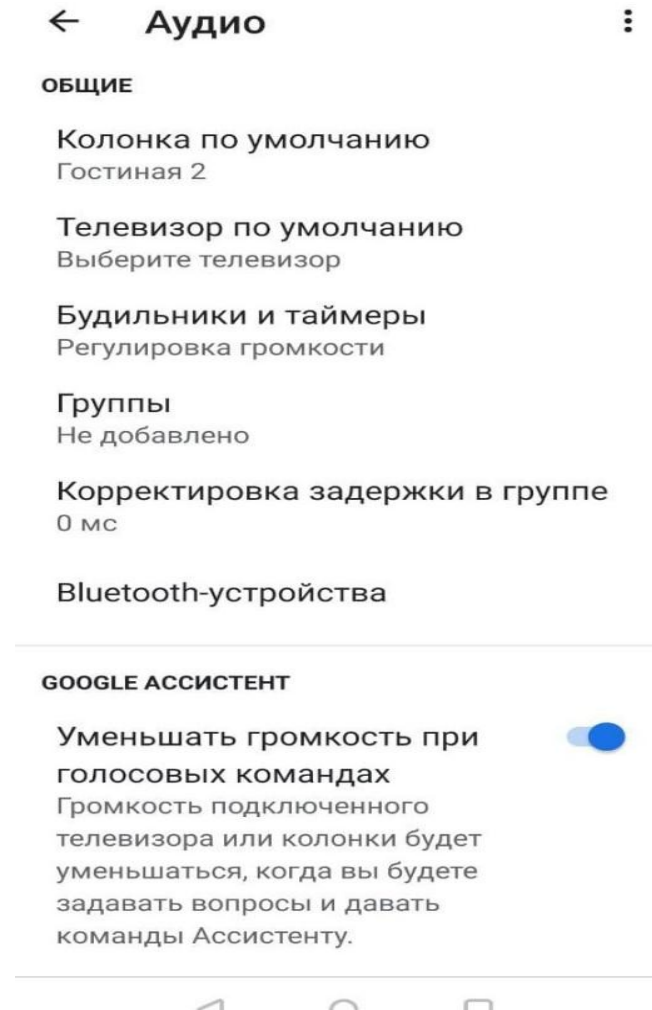 Аудио
ОБЩИЕ
Колонка по умолчанию
Гостиная 2
Телевизор по умолчанию
Выберите телевизор
Будильники и таймеры
Регулировка громкости
Группы
Не добавлено
Корректировка задержки в группе
0 мс
Bluetooth-устройства
GOOGLE АССИСТЕНТ
Уменьшать громкость при
голосовых командах
Громкость подключенного
телевизора или колонки будет
уменьшаться, когда вы будете
задавать вопросы и давать
команды Ассистенту.